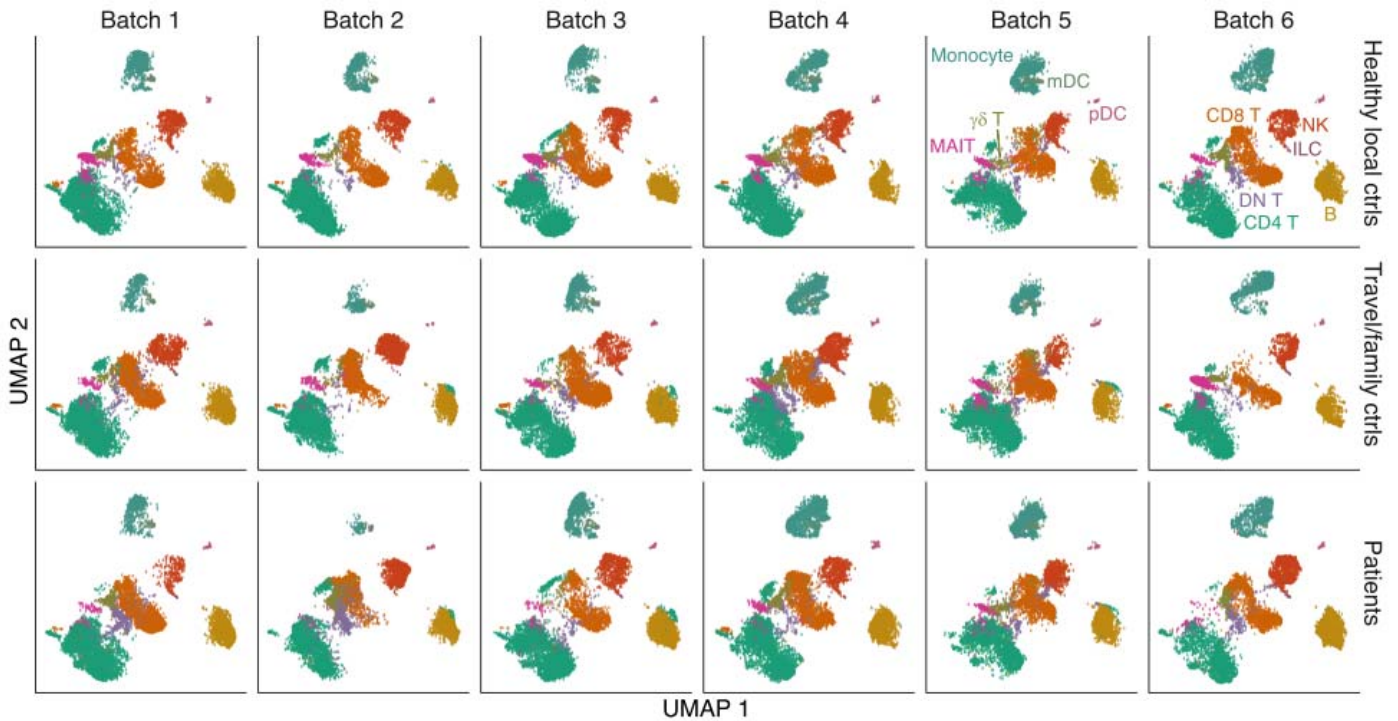 Batch 1
Batch 2
Batch 3
Batch 4
Batch 5
Batch 6
Healthy local ctrls
Monocyte
mDC
pDC
γδ T
MAIT
CD8 T
NK
ILC
DN T
B
CD4 T
Travel/family ctrls
UMAP 2
Patients
UMAP 1